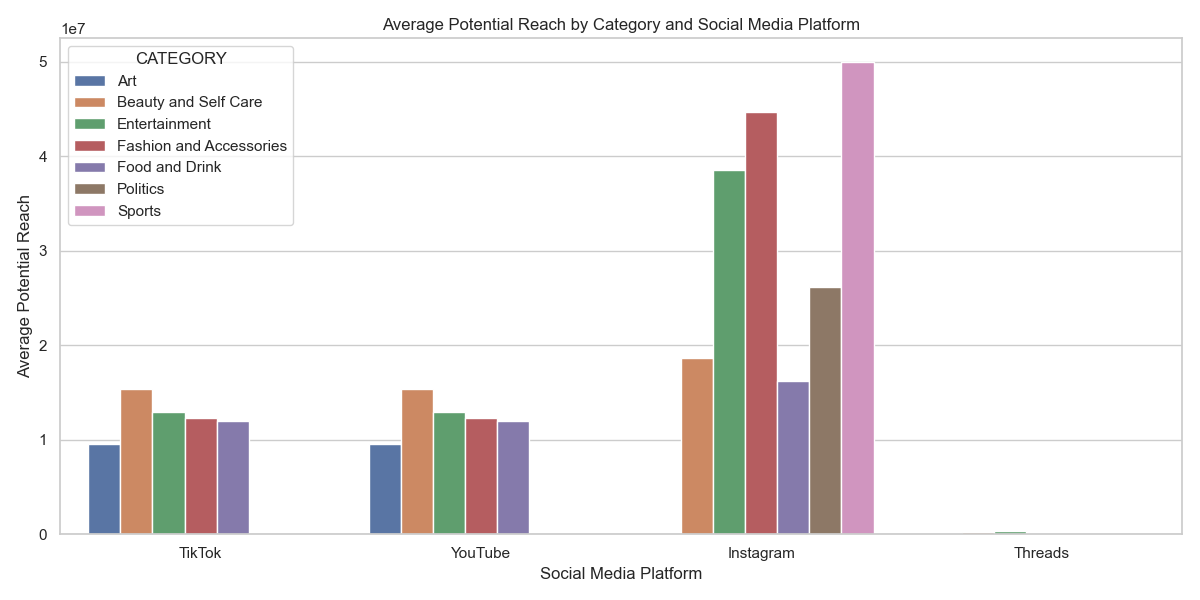 Average Potential Reach by Category and Social Media Platform
1e7
CATEGORY
Art
Beauty and Self Care
Entertainment
Fashion and Accessories
Food and Drink
Politics
Sports
Average Potential Reach
5
4
3
2
1
0
TikTok
YouTube
Instagram
Threads
Social Media Platform